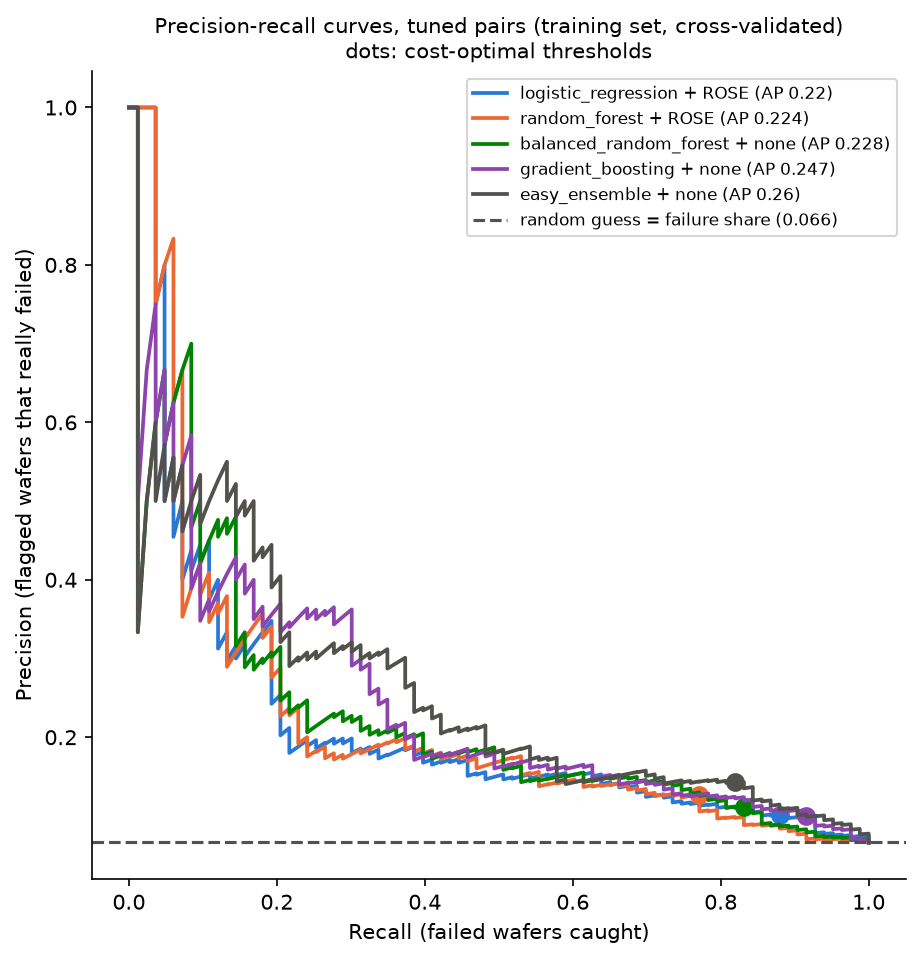 Precision-recall curves, tuned pairs (training set, cross-validated)
dots: cost-optimal thresholds
logistic_regression + ROSE (AP 0.22)
random_forest + ROSE (AP 0.224)
balanced_random_forest + none (AP 0.228)
gradient_boosting + none (AP 0.247)
easy_ensemble + none (AP 0.26)
random guess = failure share (0.066)
Precision (flagged wafers that really failed)
1.0
0.8
0.6
0.4
0.2
0.0 0.2 0.4 0.6 0.8 1.0
Recall (failed wafers caught)